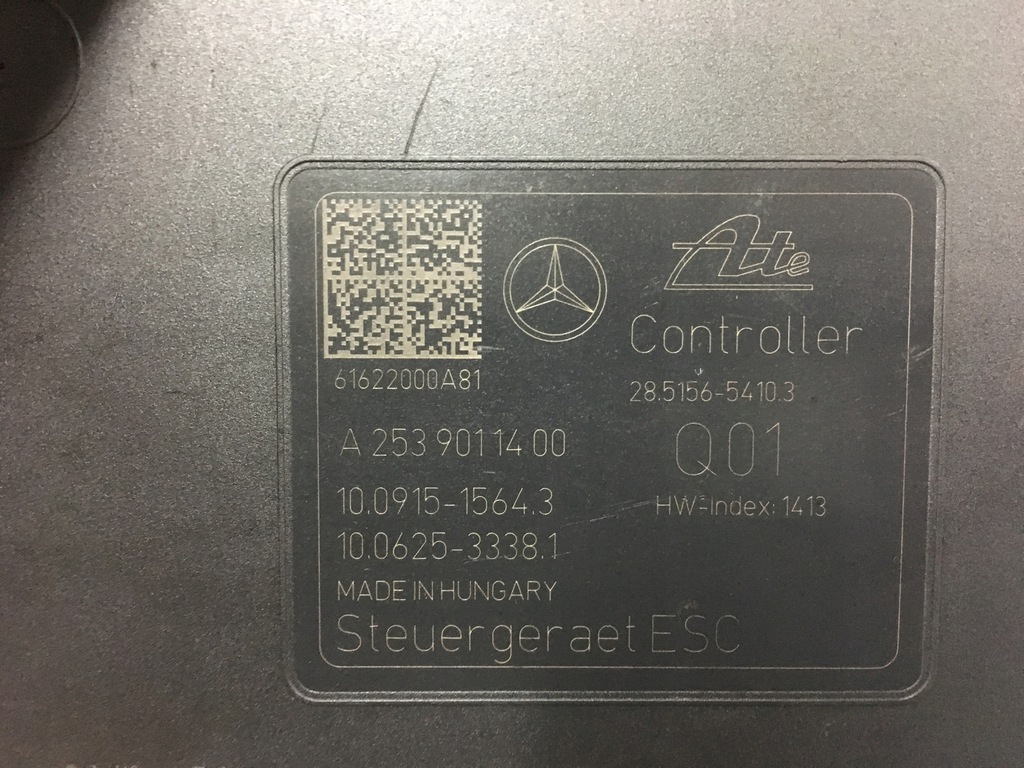 Ate
Controller
61622000A81
28.5156-5410.3
A 253 901 14 00
Q01
10.0915-1564.3
HW-Index: 1413
10.0625-3338.1
MADE IN HUNGARY
Steuergeraet ESC